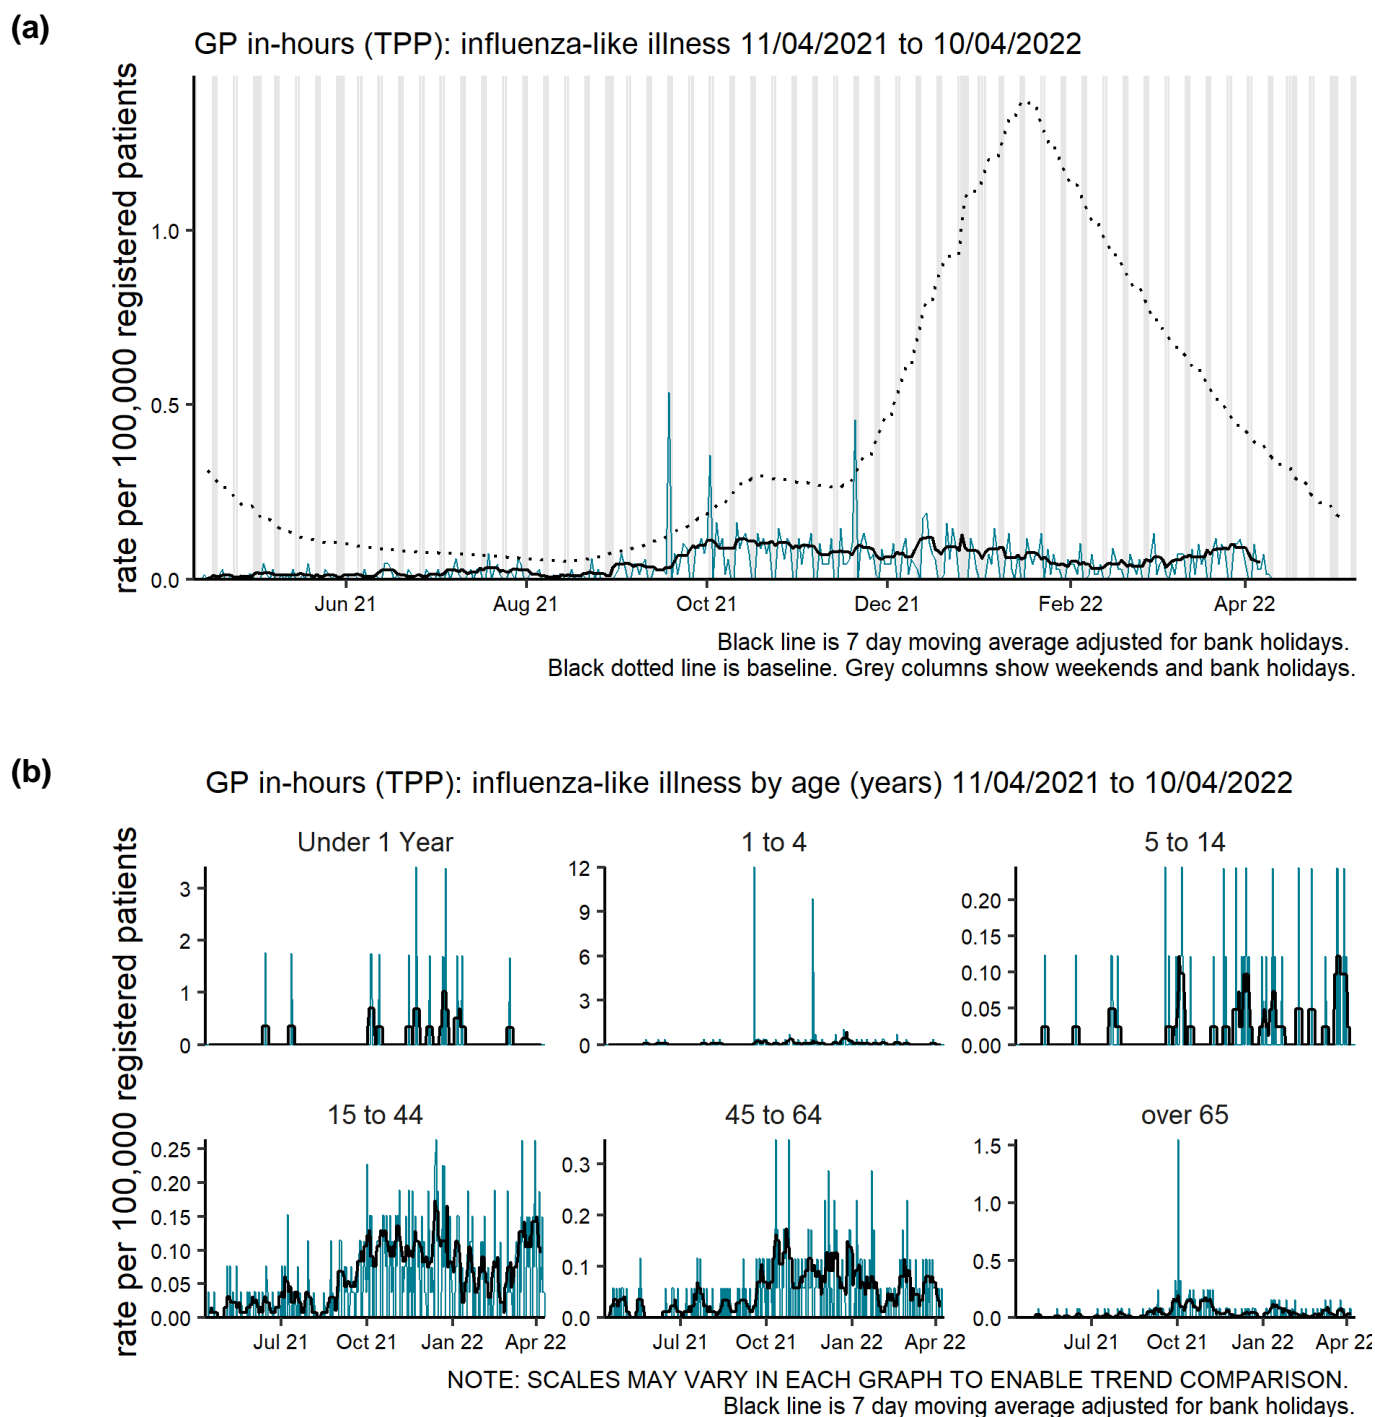 (a)
GP in-hours (TPP): influenza-like illness 11/04/2021 to 10/04/2022
rate per 100,000 registered patients
1.0
0.5
0.0
Jun 21 Aug 21 Oct 21 Dec 21 Feb 22 Apr 22
Black line is 7 day moving average adjusted for bank holidays.
Black dotted line is baseline. Grey columns show weekends and bank holidays.
(b)
GP in-hours (TPP): influenza-like illness by age (years) 11/04/2021 to 10/04/2022
rate per 100,000 registered patients
Under 1 Year
3
2
1
0
1 to 4
12
9
6
3
0
5 to 14
0.20
0.15
0.10
0.05
0.00
15 to 44
0.25
0.20
0.15
0.10
0.05
0.00
Jul 21 Oct 21 Jan 22 Apr 22
45 to 64
0.3
0.2
0.1
0.0
Jul 21 Oct 21 Jan 22 Apr 22
over 65
1.5
1.0
0.5
0.0
Jul 21 Oct 21 Jan 22 Apr 22
NOTE: SCALES MAY VARY IN EACH GRAPH TO ENABLE TREND COMPARISON.
Black line is 7 day moving average adjusted for bank holidays.